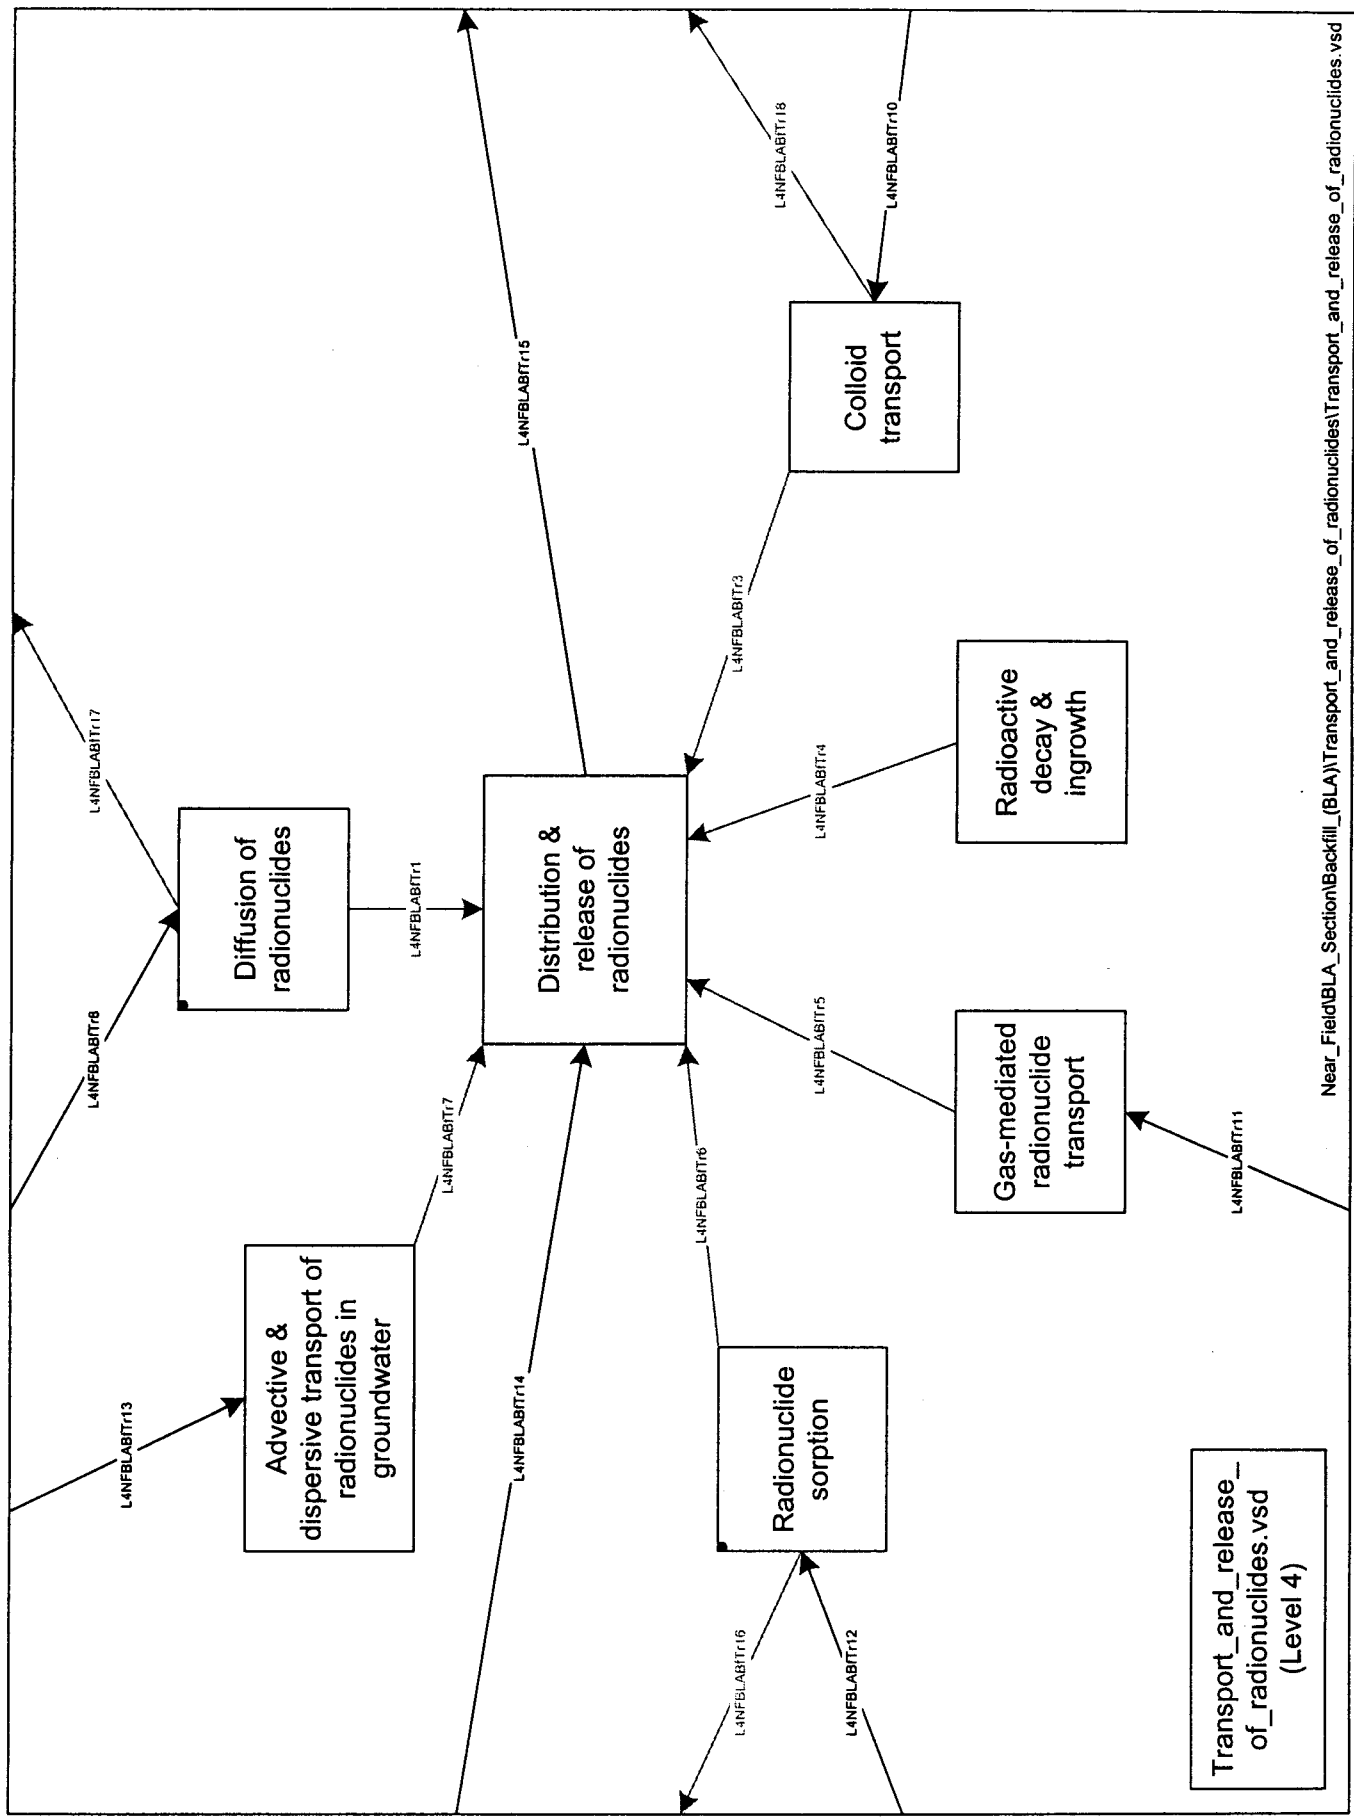 L4NFBLABfTr8
L4NFBLABfTr17
L4NFBLABfTr13
Diffusion of
radionuclides
Advective &
dispersive transport of
radionuclides in
groundwater
L4NFBLABfTr1
L4NFBLABfTr7
L4NFBLABfTr14
L4NFBLABfTr15
Distribution &
release of
radionuclides
L4NFBLABfTr6
L4NFBLABfTr3
L4NFBLABfTr16
L4NFBLABfTr18
Radionuclide
sorption
L4NFBLABfTr5
L4NFBLABfTr4
L4NFBLABfTr12
Colloid
transport
L4NFBLABfTr10
Gas-mediated
radionuclide
transport
Radioactive
decay &
ingrowth
L4NFBLABfTr11
Transport_and_release_
of_radionuclides.vsd
(Level 4)
Near_Field\BLA_Section\Backfill_(BLA)\Transport_and_release_of_radionuclides\Transport_and_release_of_radionuclides.vsd